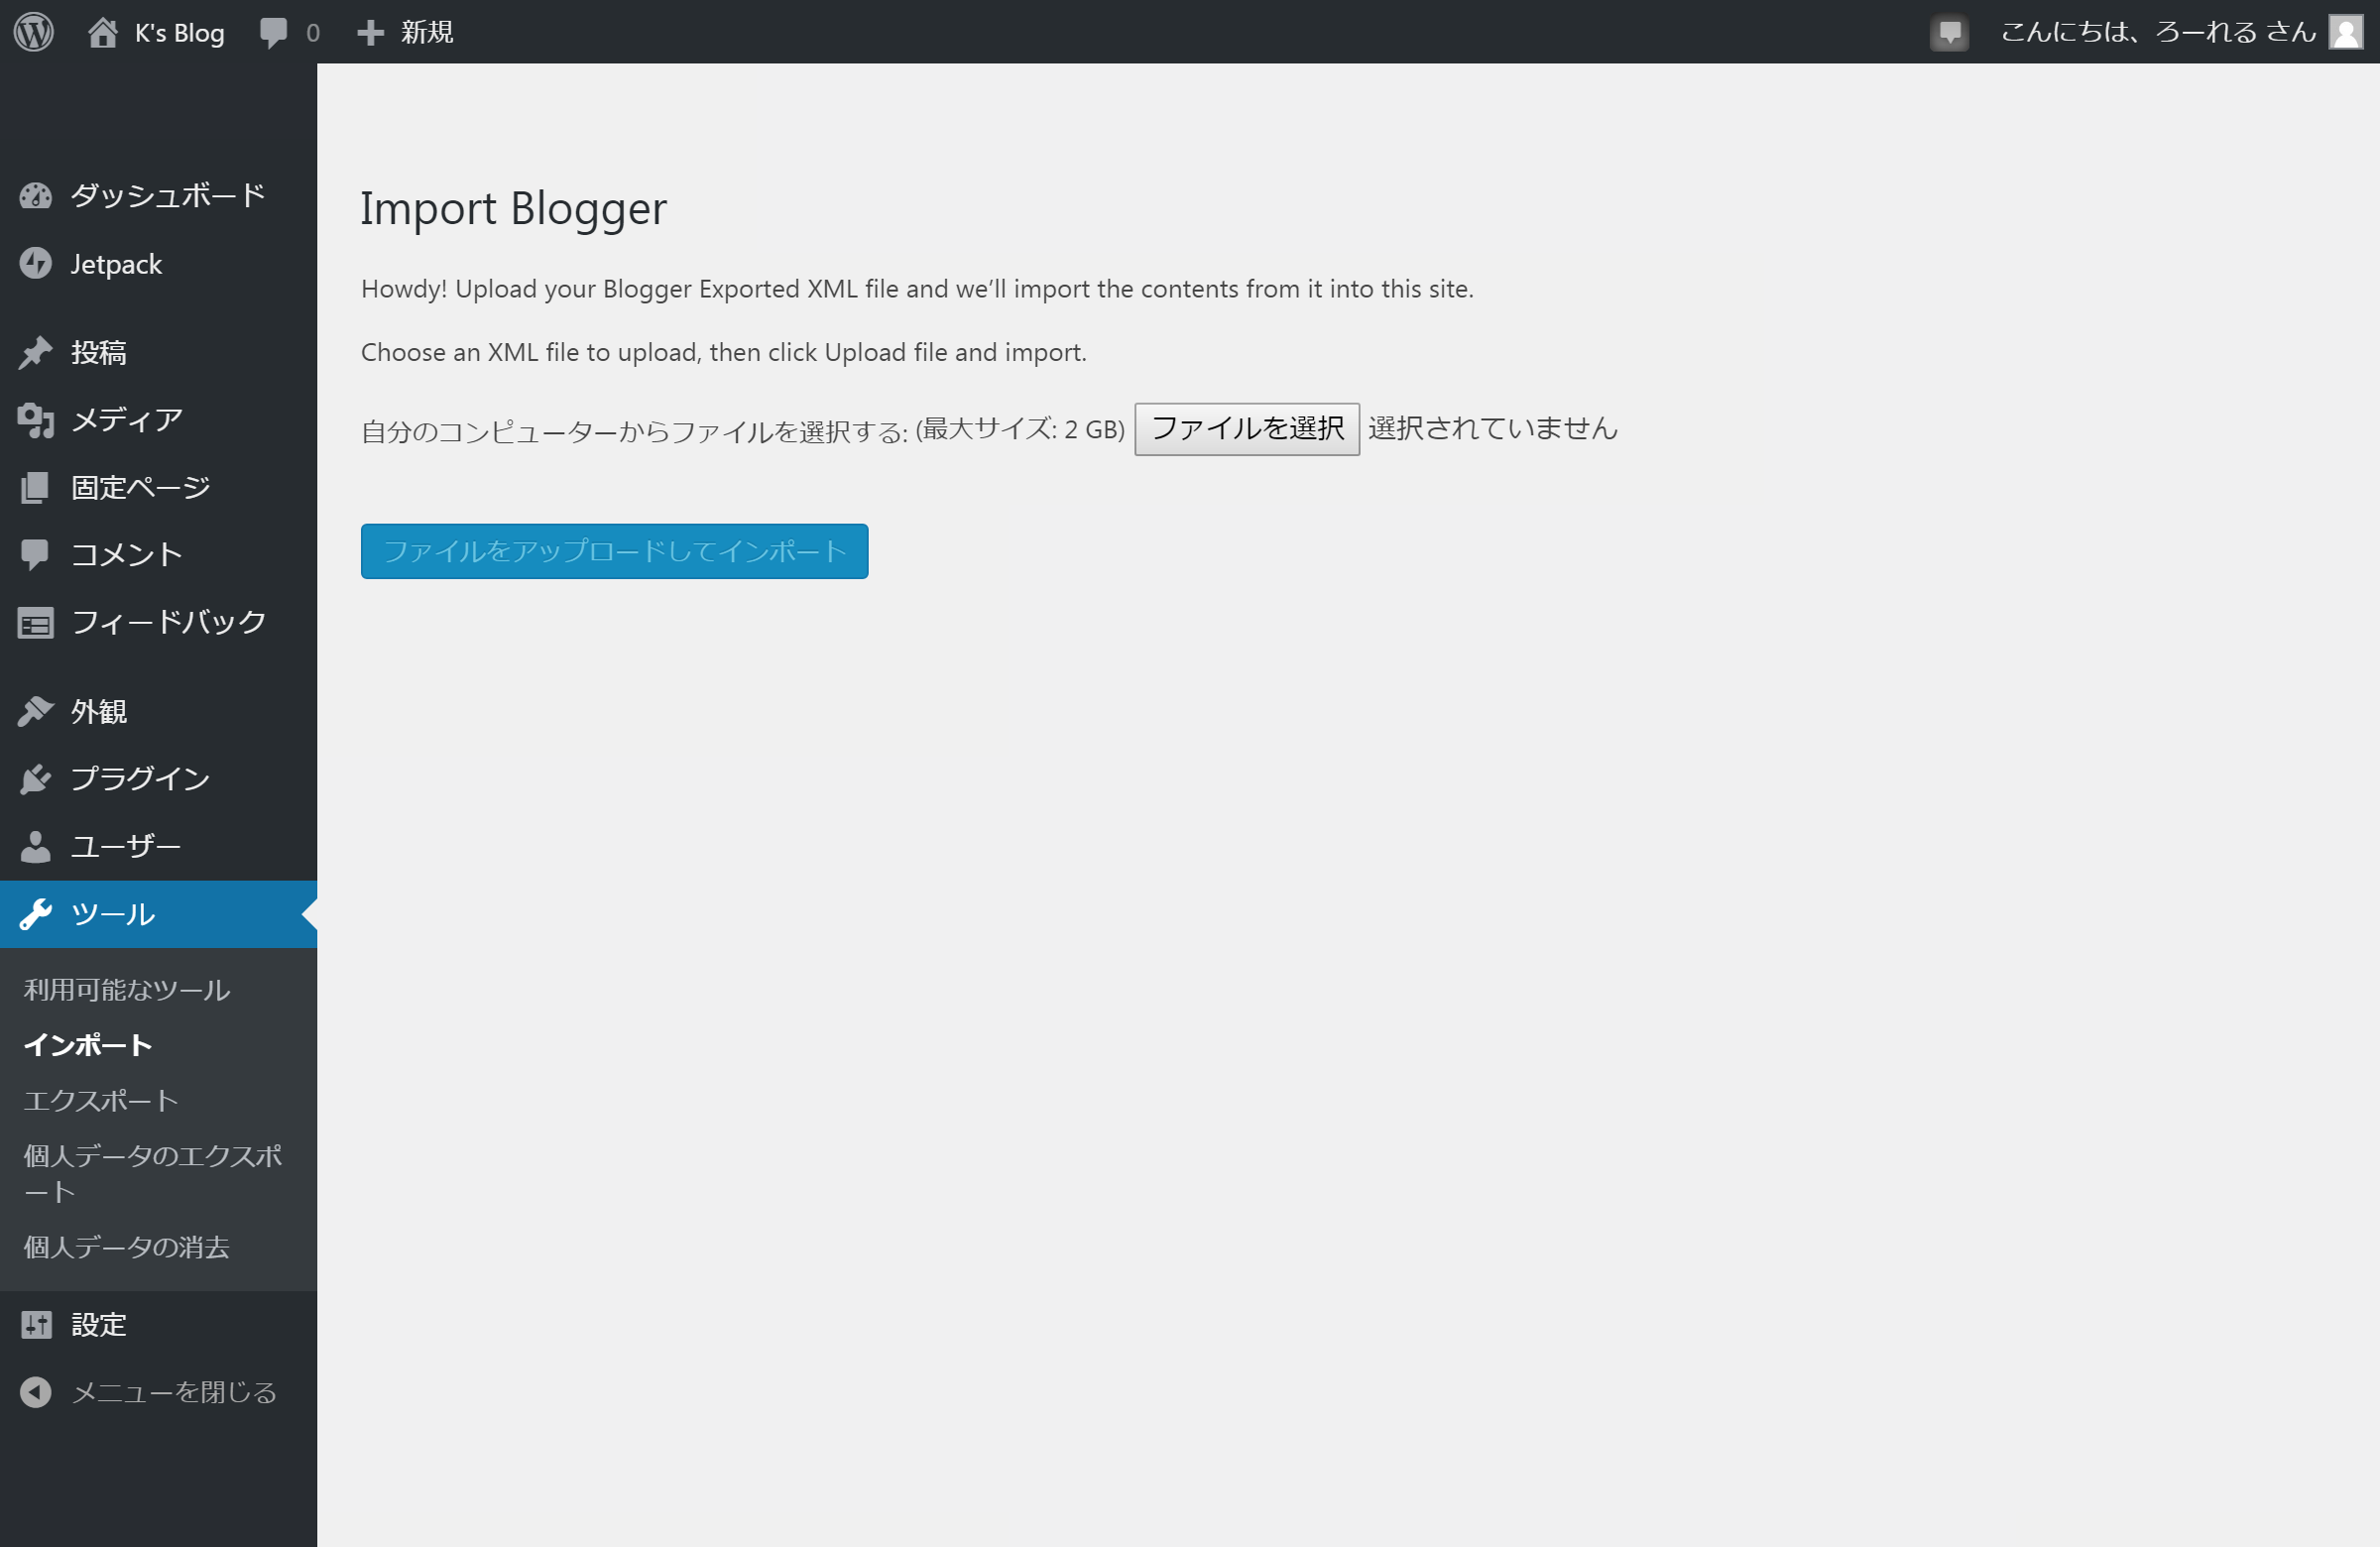 K's Blog
0
新規
こんにちは、ろーれる さん
ダッシュボード
Jetpack
投稿
メディア
固定ページ
コメント
フィードバック
外観
プラグイン
ユーザー
ツール
利用可能なツール
インポート
エクスポート
個人データのエクスポ
ート
個人データの消去
設定
メニューを閉じる
Import Blogger
Howdy! Upload your Blogger Exported XML file and we’ll import the contents from it into this site.
Choose an XML file to upload, then click Upload file and import.
自分のコンピューターからファイルを選択する: (最大サイズ: 2 GB) ファイルを選択 選択されていません
ファイルをアップロードしてインポート